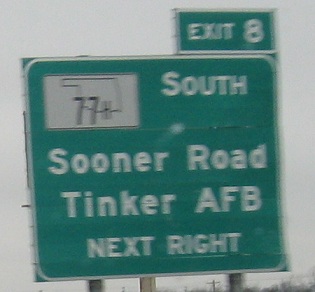 EXIT 8
77H SOUTH
Sooner Road
Tinker AFB
NEXT RIGHT